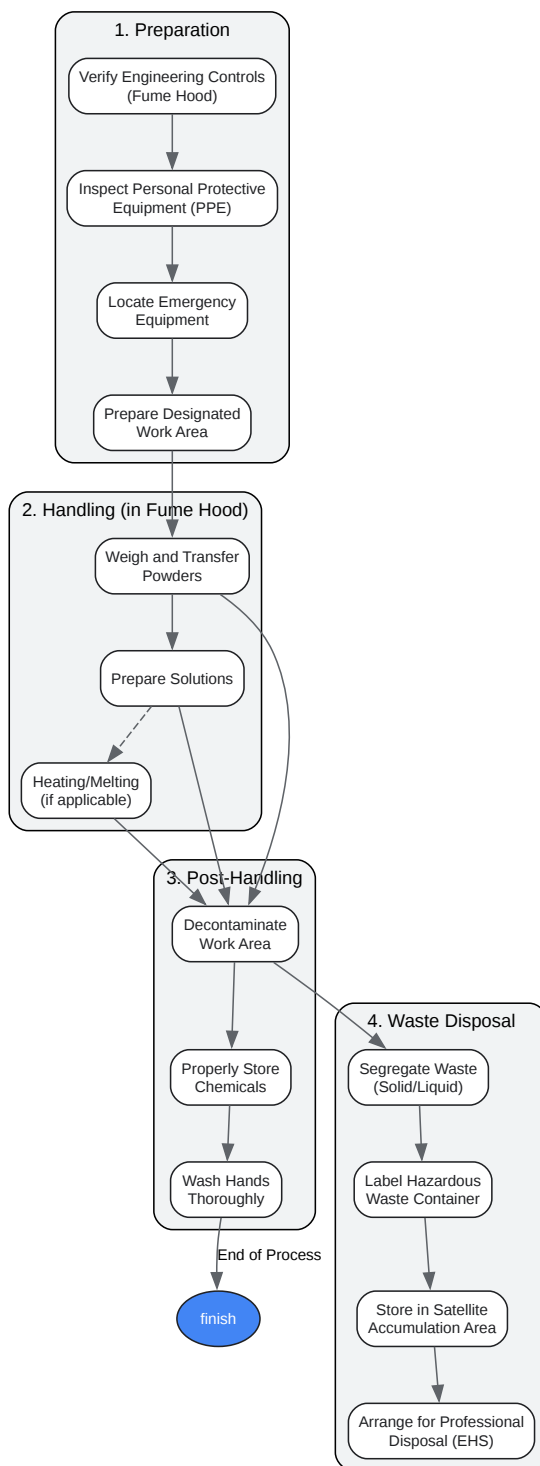 1. Preparation
Verify Engineering Controls
(Fume Hood)
Inspect Personal Protective
Equipment (PPE)
Locate Emergency
Equipment
Prepare Designated
Work Area
2. Handling (in Fume Hood)
Weigh and Transfer
Powders
Prepare Solutions
Heating/Melting
(if applicable)
3. Post-Handling
Decontaminate
Work Area
Properly Store
Chemicals
Wash Hands
Thoroughly
End of Process
finish
4. Waste Disposal
Segregate Waste
(Solid/Liquid)
Label Hazardous
Waste Container
Store in Satellite
Accumulation Area
Arrange for Professional
Disposal (EHS)